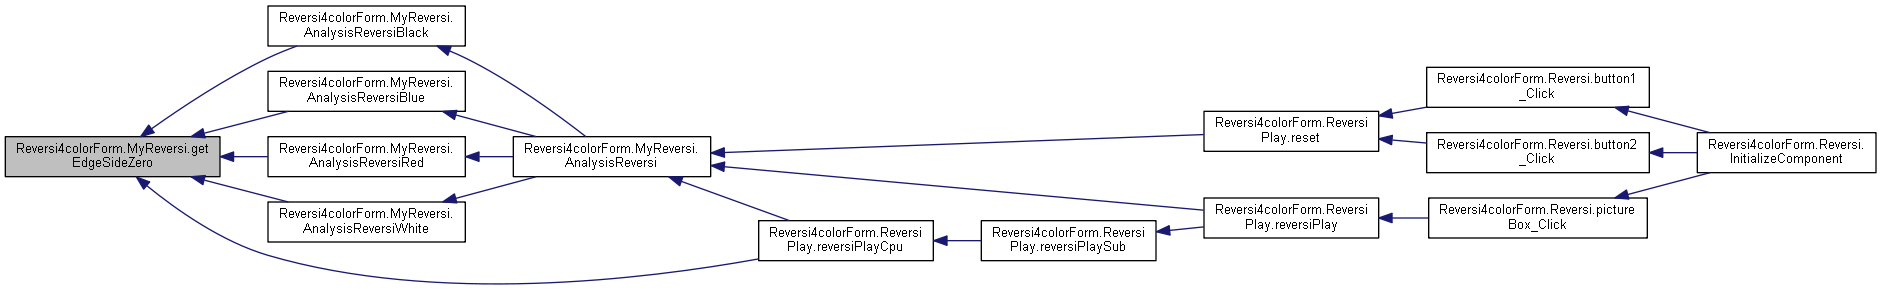 Reversi4colorForm.MyReversi.get
EdgeSideZero
Reversi4colorForm.MyReversi.
AnalysisReversiBlack
Reversi4colorForm.MyReversi.
AnalysisReversiBlue
Reversi4colorForm.MyReversi.
AnalysisReversiRed
Reversi4colorForm.MyReversi.
AnalysisReversiWhite
Reversi4colorForm.MyReversi.
AnalysisReversi
Reversi4colorForm.Reversi
Play.reversiPlayCpu
Reversi4colorForm.Reversi
Play.reversiPlaySub
Reversi4colorForm.Reversi
Play.reset
Reversi4colorForm.Reversi
Play.reversiPlay
Reversi4colorForm.Reversi.button1
_Click
Reversi4colorForm.Reversi.button2
_Click
Reversi4colorForm.Reversi.picture
Box_Click
Reversi4colorForm.Reversi.
InitializeComponent